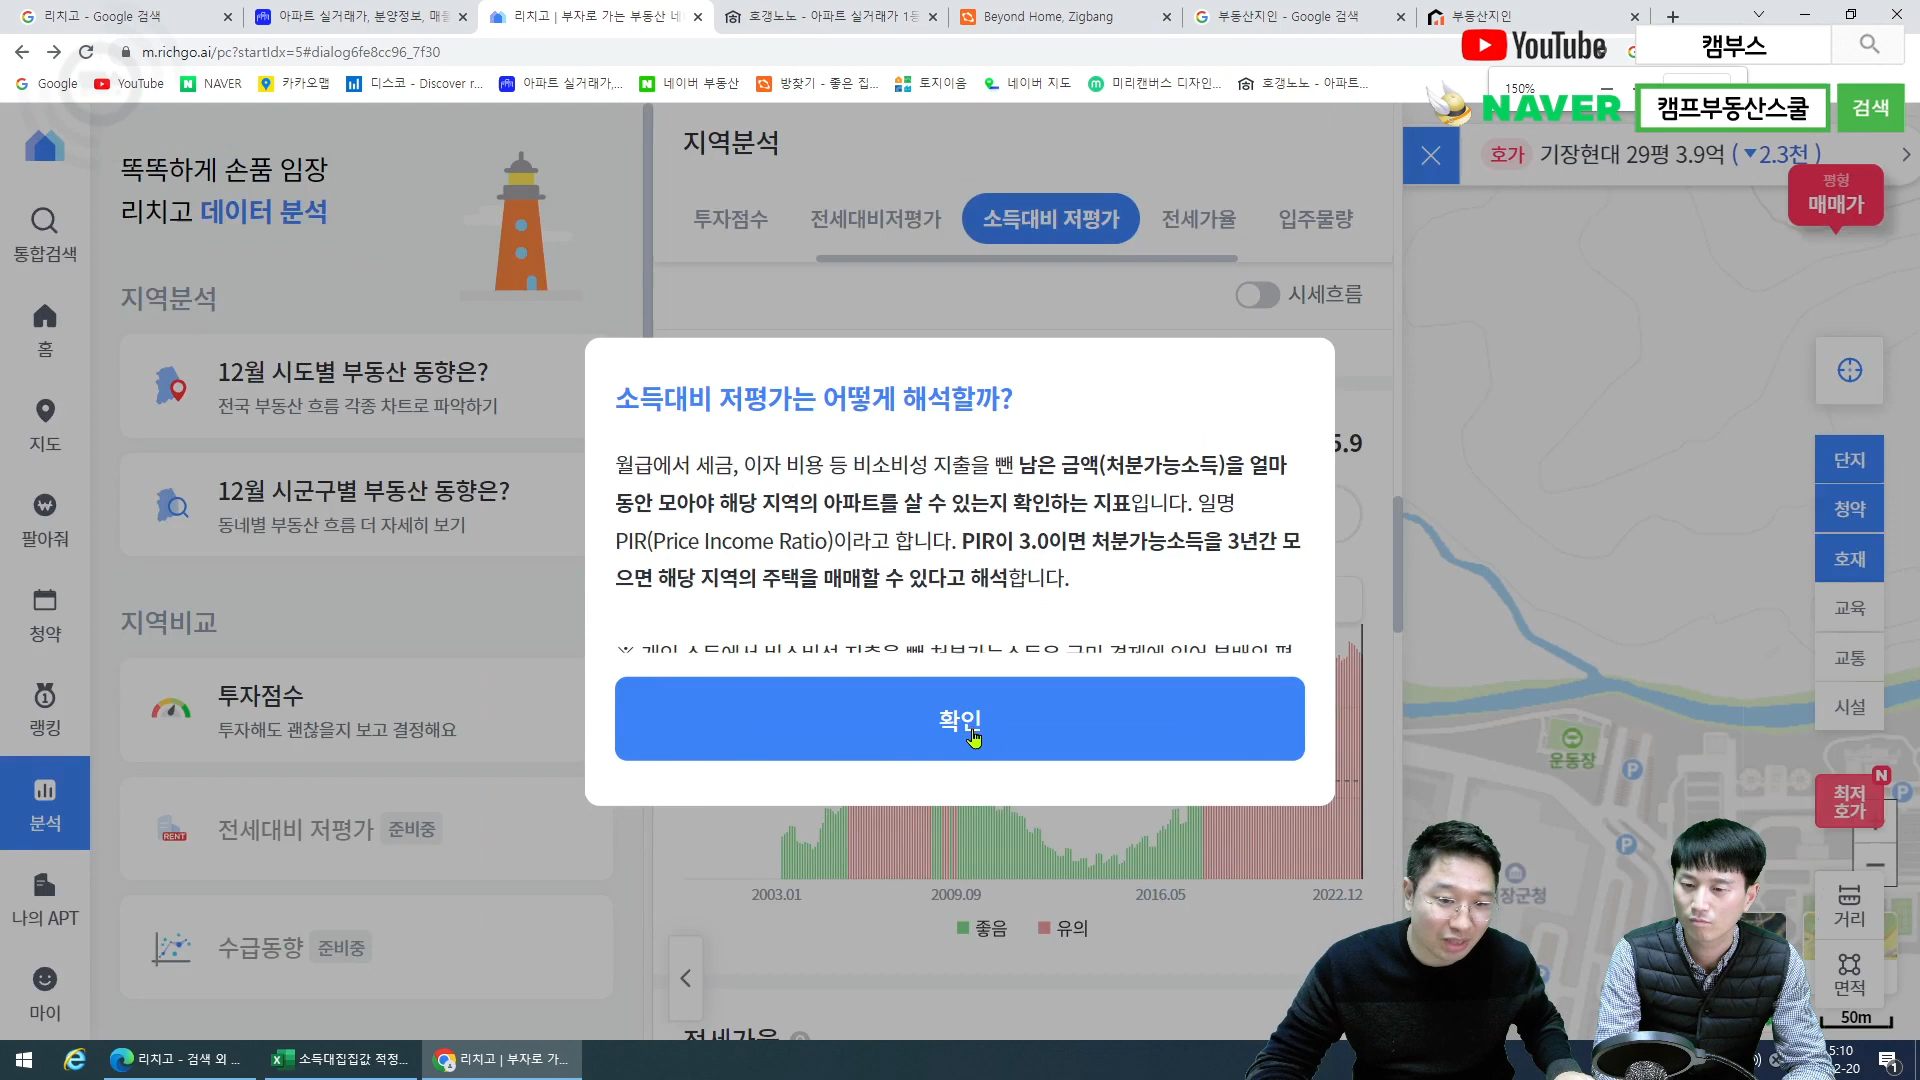 리치고 - Google 검색
아파트 실거래가, 분양정보, 매물
리치고 | 부자로 가는 부동산 네
호갱노노 - 아파트 실거래가 1등
Beyond Home, Zigbang
부동산지인 - Google 검색
부동산지인
m.richgo.ai/pc?startIdx=5#dialog6fe8cc96_7f30
YouTube
캠부스
Google
YouTube
NAVER
카카오맵
디스코 - Discover r...
아파트 실거래가,...
네이버 부동산
방찾기 - 좋은 집...
토지이음
네이버 지도
미리캔버스 디자인...
호갱노노 - 아파트...
150%
NAVER
캠프부동산스쿨
검색
통합검색
홈
지도
팔아줘
청약
랭킹
분석
나의 APT
마이
똑똑하게 손품 임장
리치고 데이터 분석
지역분석
12월 시도별 부동산 동향은?
전국 부동산 흐름 각종 차트로 파악하기
12월 시군구별 부동산 동향은?
동네별 부동산 흐름 더 자세히 보기
지역비교
투자점수
투자해도 괜찮을지 보고 결정해요
전세대비 저평가 준비중
RENT
수급동향 준비중
지역분석
투자점수
전세대비저평가
소득대비 저평가
전세가율
입주물량
시세흐름
5.9
소득대비 저평가는 어떻게 해석할까?
월급에서 세금, 이자 비용 등 비소비성 지출을 뺀 남은 금액(처분가능소득)을 얼마
동안 모아야 해당 지역의 아파트를 살 수 있는지 확인하는 지표입니다. 일명
PIR(Price Income Ratio)이라고 합니다. PIR이 3.0이면 처분가능소득을 3년간 모
으면 해당 지역의 주택을 매매할 수 있다고 해석합니다.
확인
2003.01
2009.09
2016.05
2022.12
좋음
유의
전세가율
호가 기장현대 29평 3.9억 (▼2.3천 )
평형
매매가
단지
청약
호재
교육
교통
시설
N
최저
호가
거리
면적
50m
운동장
P
P
P
장군청
리치고 - 검색 외 ...
소득대집집값 적정...
리치고 | 부자로 가...
5:10
2-20
1